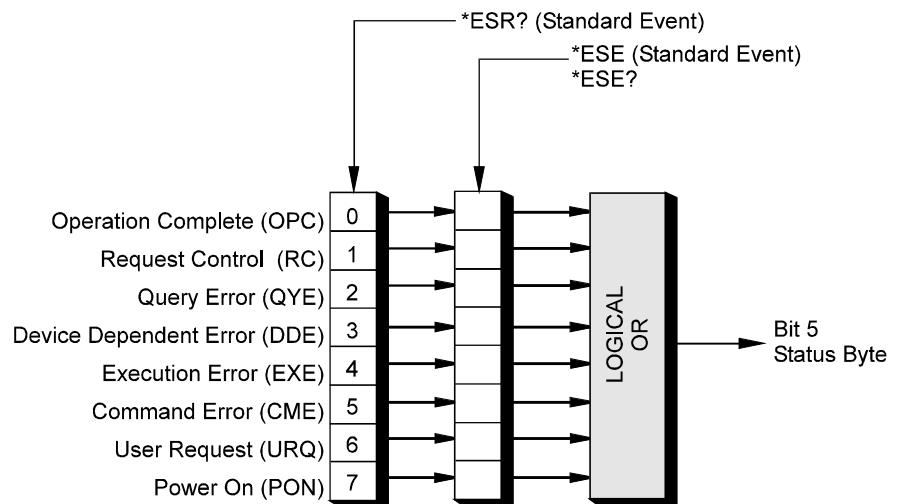 *ESR? (Standard Event)
*ESE (Standard Event)
*ESE?
Operation Complete (OPC) 0
Request Control (RC) 1
Query Error (QYE) 2
Device Dependent Error (DDE) 3
Execution Error (EXE) 4
Command Error (CME) 5
User Request (URQ) 6
Power On (PON) 7
LOGICAL
OR
Bit 5
Status Byte